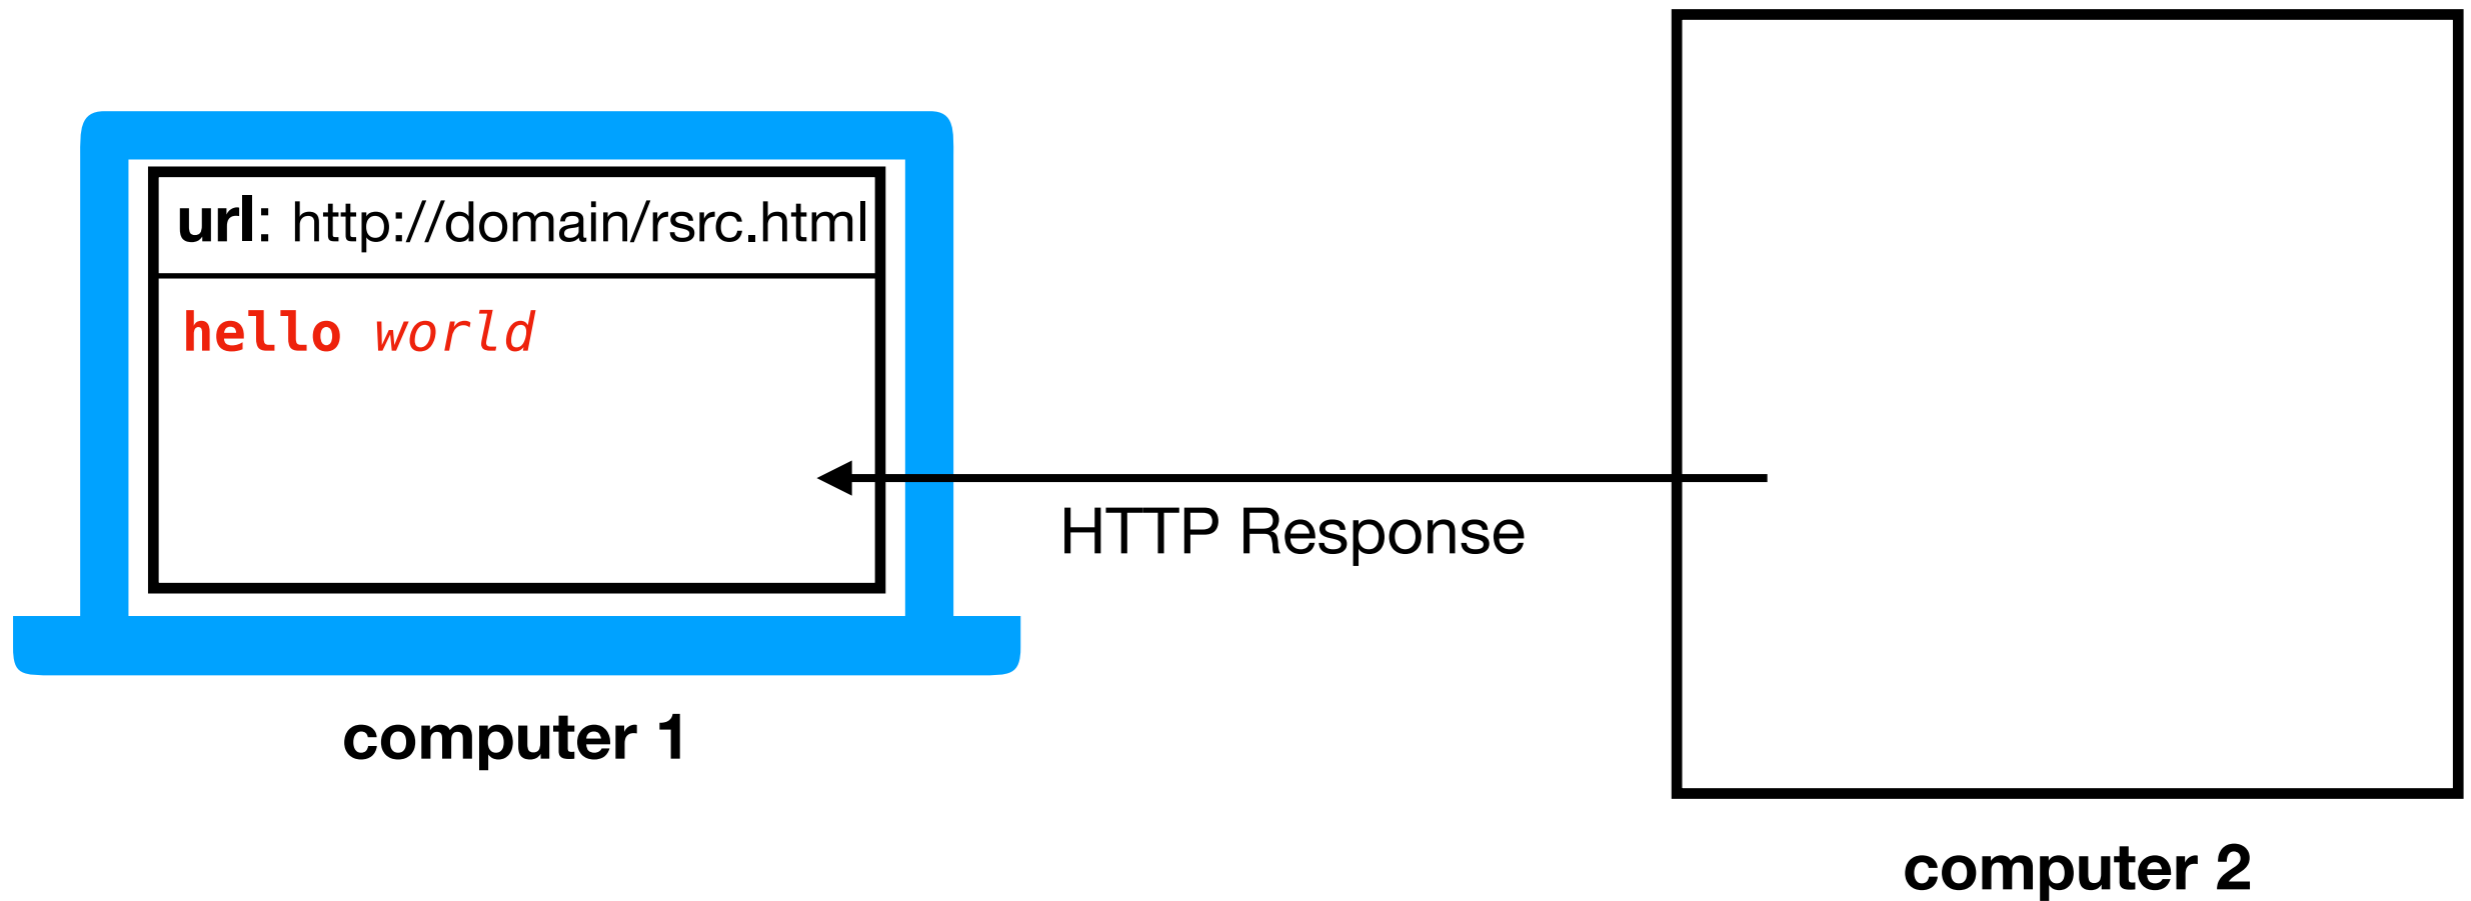 url: http://domain/rsrc.html
hello world
HTTP Response
computer 1
computer 2